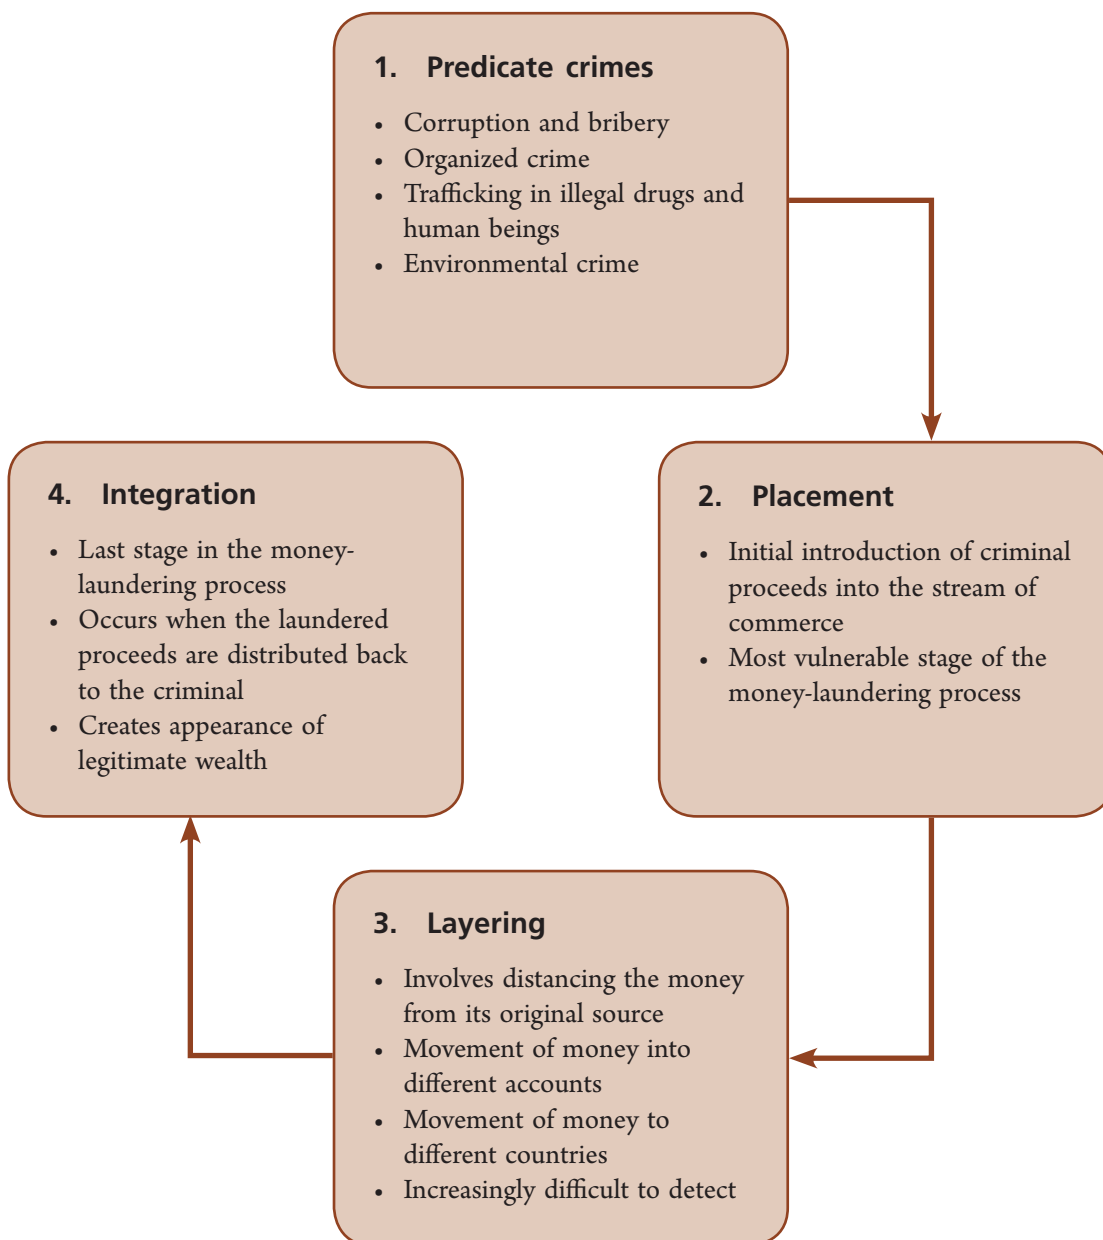 1. Predicate crimes
• Corruption and bribery
• Organized crime
• Trafficking in illegal drugs and
human beings
• Environmental crime
2. Placement
• Initial introduction of criminal
proceeds into the stream of
commerce
• Most vulnerable stage of the
money-laundering process
3. Layering
• Involves distancing the money
from its original source
• Movement of money into
different accounts
• Movement of money to
different countries
• Increasingly difficult to detect
4. Integration
• Last stage in the money-
laundering process
• Occurs when the laundered
proceeds are distributed back
to the criminal
• Creates appearance of
legitimate wealth